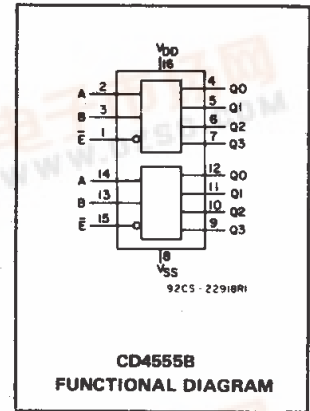 VDD
16
A 2 4 Q0
B 3 5 Q1
E̅ 1 6 Q2
7 Q3
A 14 12 Q0
B 13 11 Q1
E̅ 15 10 Q2
9 Q3
8
VSS
92CS-22918R1
CD4555B
FUNCTIONAL DIAGRAM